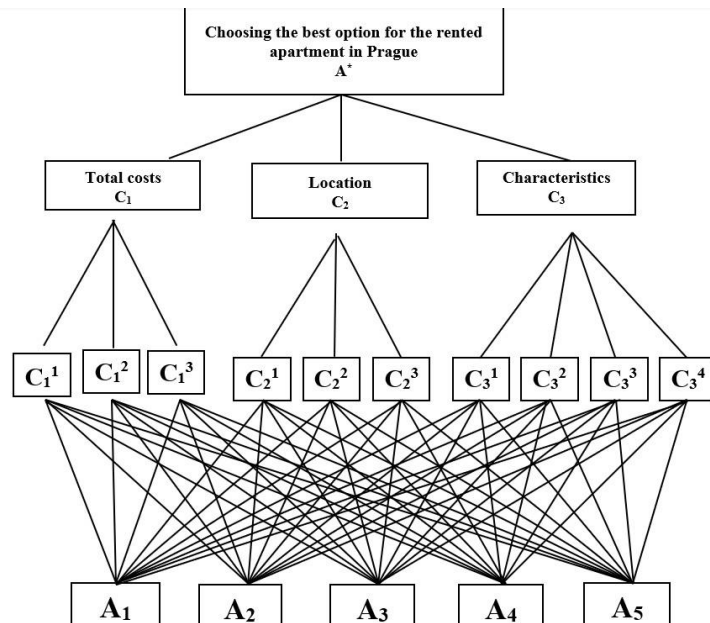 Choosing the best option for the rented
apartment in Prague
A*
Total costs
C₁
Location
C₂
Characteristics
C₃
C₁¹ C₁² C₁³ C₂¹ C₂² C₂³ C₃¹ C₃² C₃³ C₃⁴
A₁ A₂ A₃ A₄ A₅